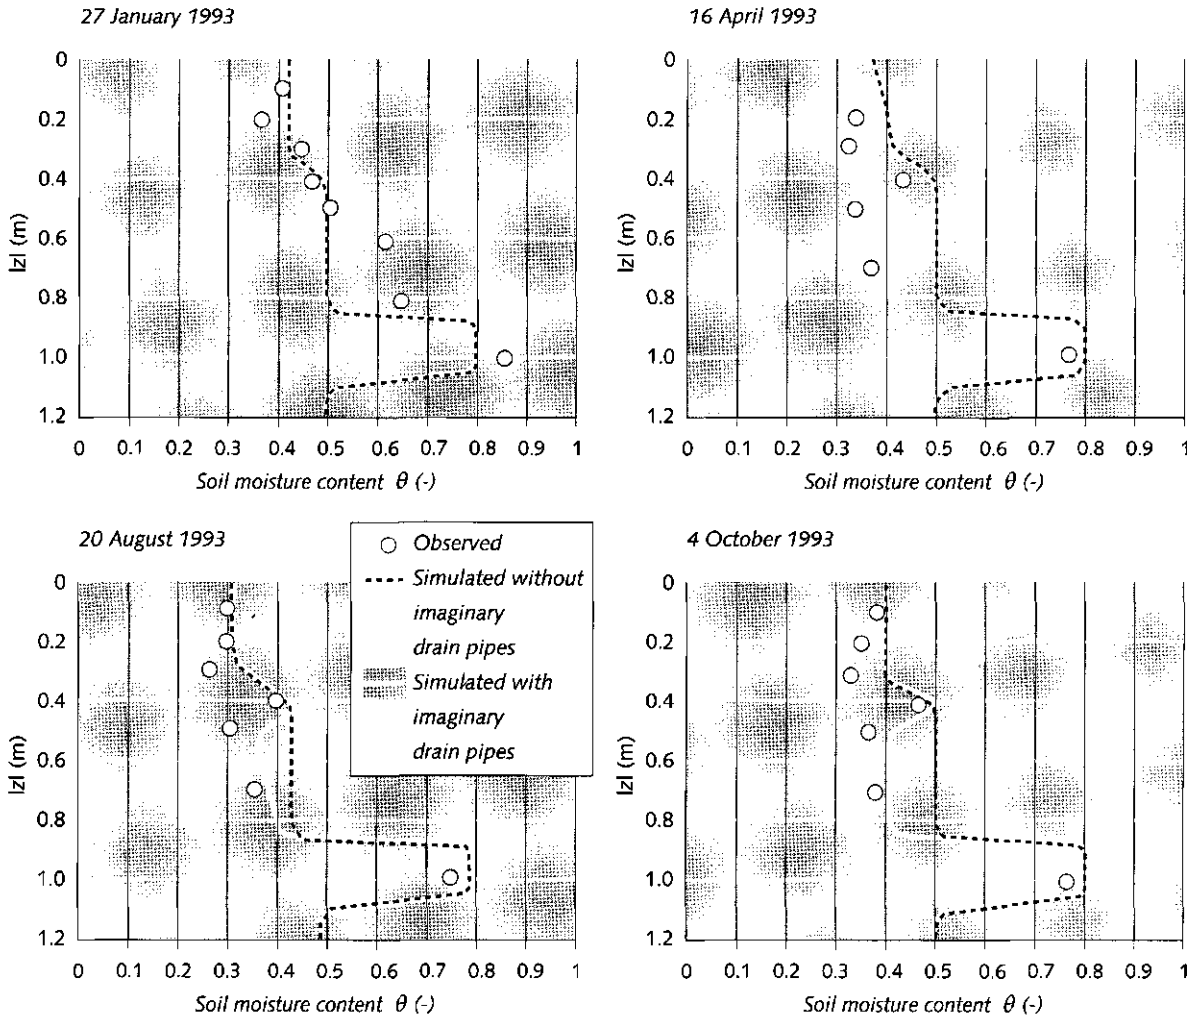 27 January 1993
0
0.2
0.4
0.6
0.8
1.0
1.2
|z| (m)
0 0.1 0.2 0.3 0.4 0.5 0.6 0.7 0.8 0.9 1
Soil moisture content θ (-)
16 April 1993
0
0.2
0.4
0.6
0.8
1.0
1.2
|z| (m)
0 0.1 0.2 0.3 0.4 0.5 0.6 0.7 0.8 0.9 1
Soil moisture content θ (-)
20 August 1993
0
0.2
0.4
0.6
0.8
1.0
1.2
|z| (m)
0 0.1 0.2 0.3 0.4 0.5 0.6 0.7 0.8 0.9 1
Soil moisture content θ (-)
Observed
Simulated without
imaginary
drain pipes
Simulated with
imaginary
drain pipes
4 October 1993
0
0.2
0.4
0.6
0.8
1.0
1.2
|z| (m)
0 0.1 0.2 0.3 0.4 0.5 0.6 0.7 0.8 0.9 1
Soil moisture content θ (-)